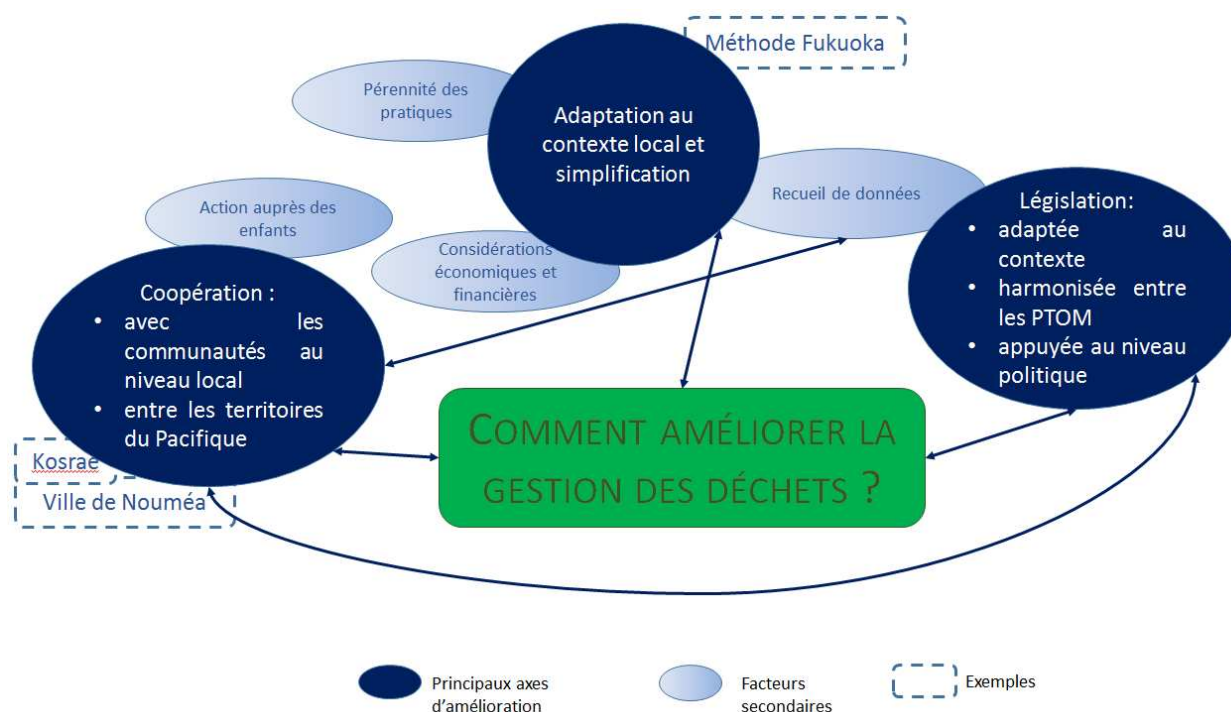 Méthode Fukuoka
Pérennité des
pratiques
Adaptation au
contexte local et
simplification
Recueil de données
Action auprès des
enfants
Considérations
économiques et
financières
Législation:
• adaptée au
contexte
• harmonisée entre
les PTOM
• appuyée au niveau
politique
Coopération :
• avec les
communautés au
niveau local
• entre les territoires
du Pacifique
Kosrae
Ville de Nouméa
COMMENT AMÉLIORER LA
GESTION DES DÉCHETS ?
Principaux axes
d'amélioration
Facteurs
secondaires
Exemples